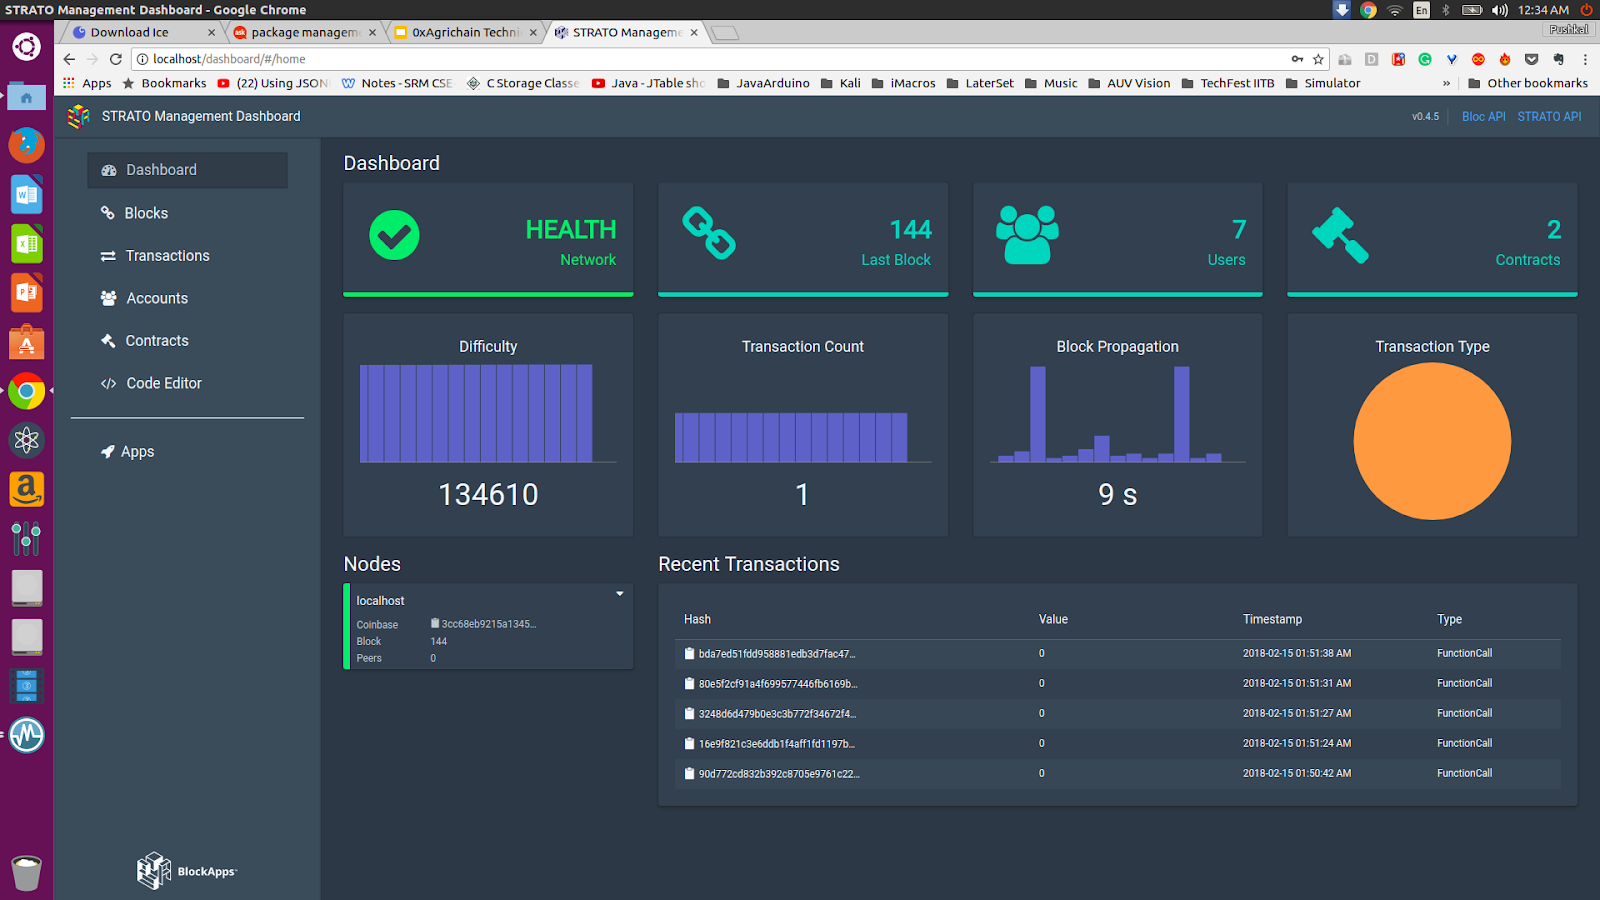 STRATO Management Dashboard - Google Chrome
En
12:34 AM
Download Ice
package managem
0xAgrichain Techni
STRATO Manageme
Pushkal
localhost/dashboard/#/home
Apps
Bookmarks
(22) Using JSON
Notes - SRM CSE
C Storage Classe
Java - JTable sho
JavaArduino
Kali
iMacros
LaterSet
Music
AUV Vision
TechFest IITB
Simulator
»
Other bookmarks
STRATO Management Dashboard
v0.4.5
Bloc API
STRATO API
Dashboard
Blocks
Transactions
Accounts
Contracts
Code Editor
Apps
BlockApps
Dashboard
HEALTH
Network
144
Last Block
7
Users
2
Contracts
Difficulty
134610
Transaction Count
1
Block Propagation
9 s
Transaction Type
Nodes
localhost
Coinbase 3cc68eb9215a1345...
Block 144
Peers 0
Recent Transactions
Hash Value Timestamp Type
bda7ed51fdd958881edb3d7fac47... 0 2018-02-15 01:51:38 AM FunctionCall
80e5f2cf91a4f699577446fb6169b... 0 2018-02-15 01:51:31 AM FunctionCall
3248d6d479b0e3c3b772f34672f4... 0 2018-02-15 01:51:27 AM FunctionCall
16e9f821c3e6ddb1f4aff1fd1197b... 0 2018-02-15 01:51:24 AM FunctionCall
90d772cd832b392c8705e9761c22... 0 2018-02-15 01:50:42 AM FunctionCall